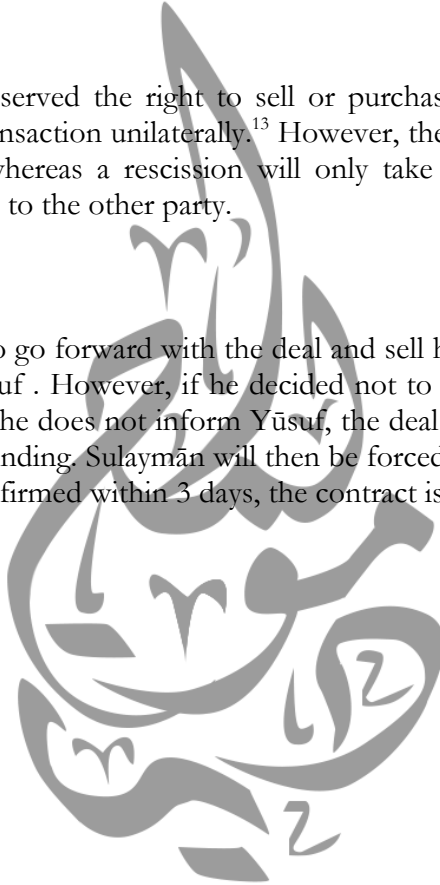 served the right to sell or purchas
nsaction unilaterally.13 However, the
whereas a rescission will only take
to the other party.
o go forward with the deal and sell h
uf . However, if he decided not to
he does not inform Yūsuf, the deal
nding. Sulaymān will then be forced
firmed within 3 days, the contract is